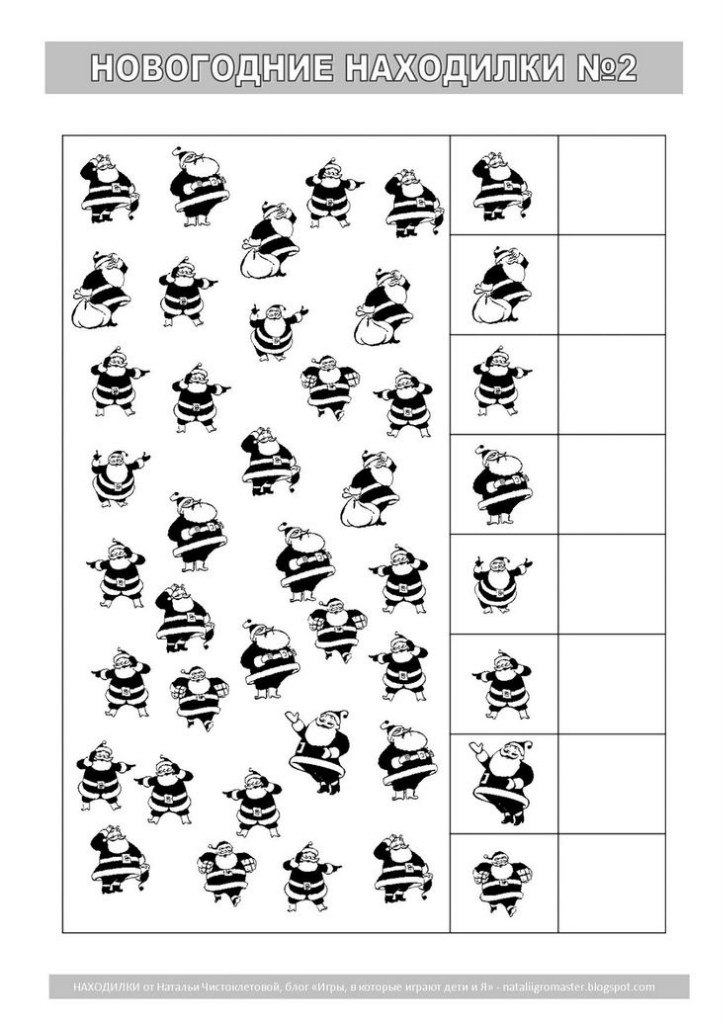 НОВОГОДНИЕ НАХОДИЛКИ №2
НАХОДИЛКИ от Натальи Чистоклетовой, блог «Игры, в которые играют дети и Я» - nataliigromaster.blogspot.com